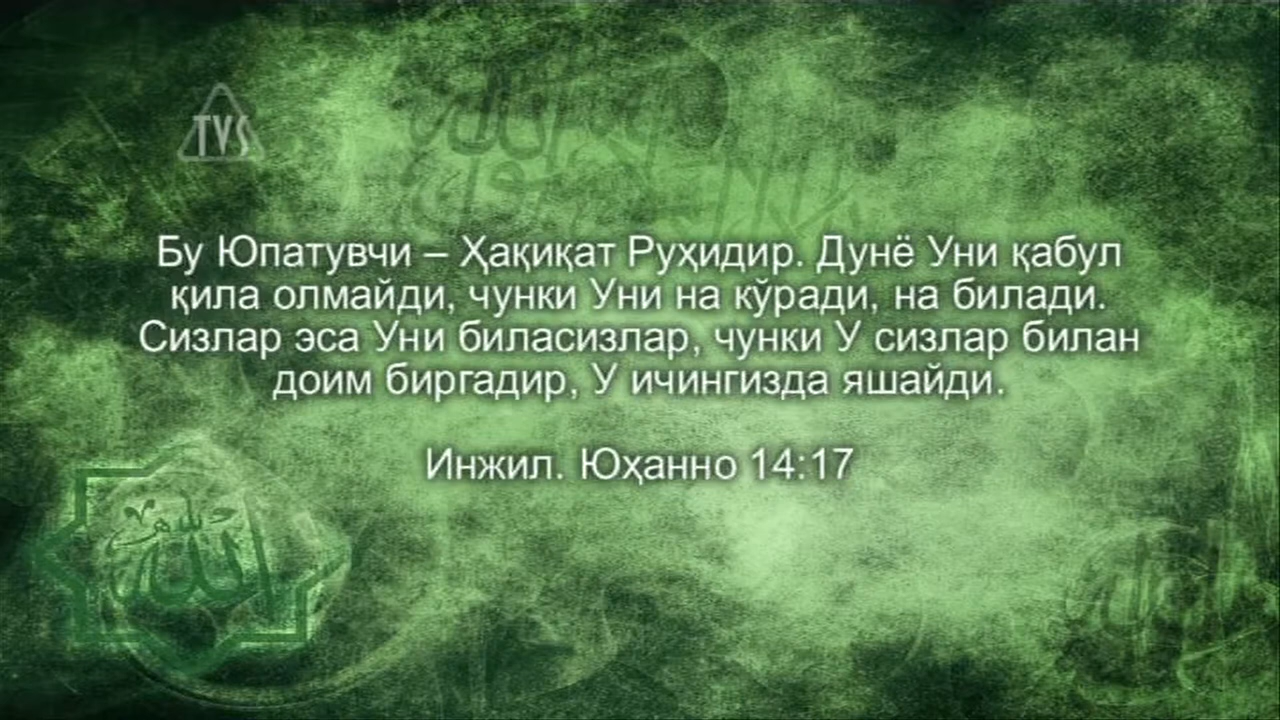 TVS
Бу Юпатувчи – Ҳақиқат Руҳидир. Дунё Уни қабул
қила олмайди, чунки Уни на кўради, на билади.
Сизлар эса Уни биласизлар, чунки У сизлар билан
доим биргадир, У ичингизда яшайди.
Инжил. Юҳанно 14:17
الله